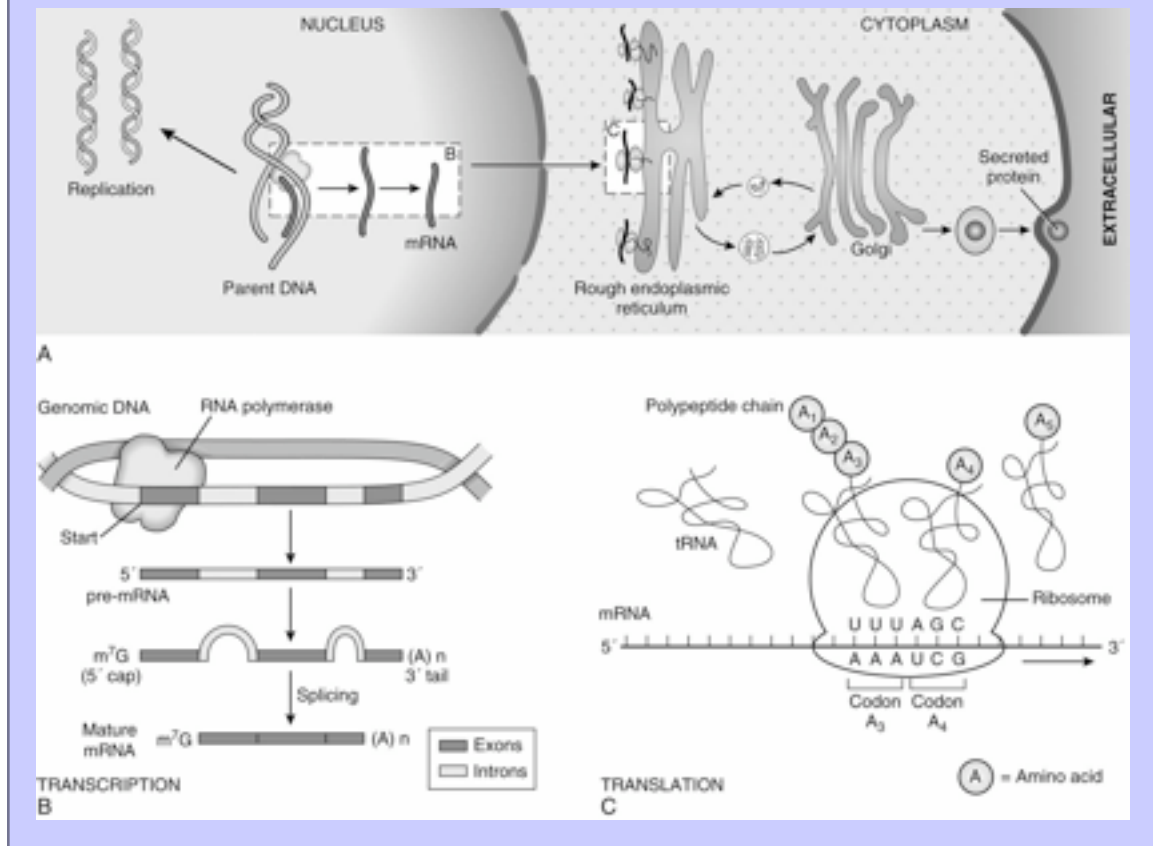 NUCLEUS
CYTOPLASM
EXTRACELLULAR
Replication
B
mRNA
Parent DNA
C
Rough endoplasmic
reticulum
Golgi
Secreted
protein
A
Genomic DNA
RNA polymerase
Start
5´
3´
pre-mRNA
m⁷G
(5´ cap)
(A) n
3´ tail
Splicing
Mature
mRNA
m⁷G
(A) n
Exons
Introns
TRANSCRIPTION
B
Polypeptide chain
A₁
A₂
A₃
A₄
A₅
tRNA
Ribosome
mRNA
U U U A G C
5´
3´
A A A U C G
Codon
A₃
Codon
A₄
TRANSLATION
C
A = Amino acid